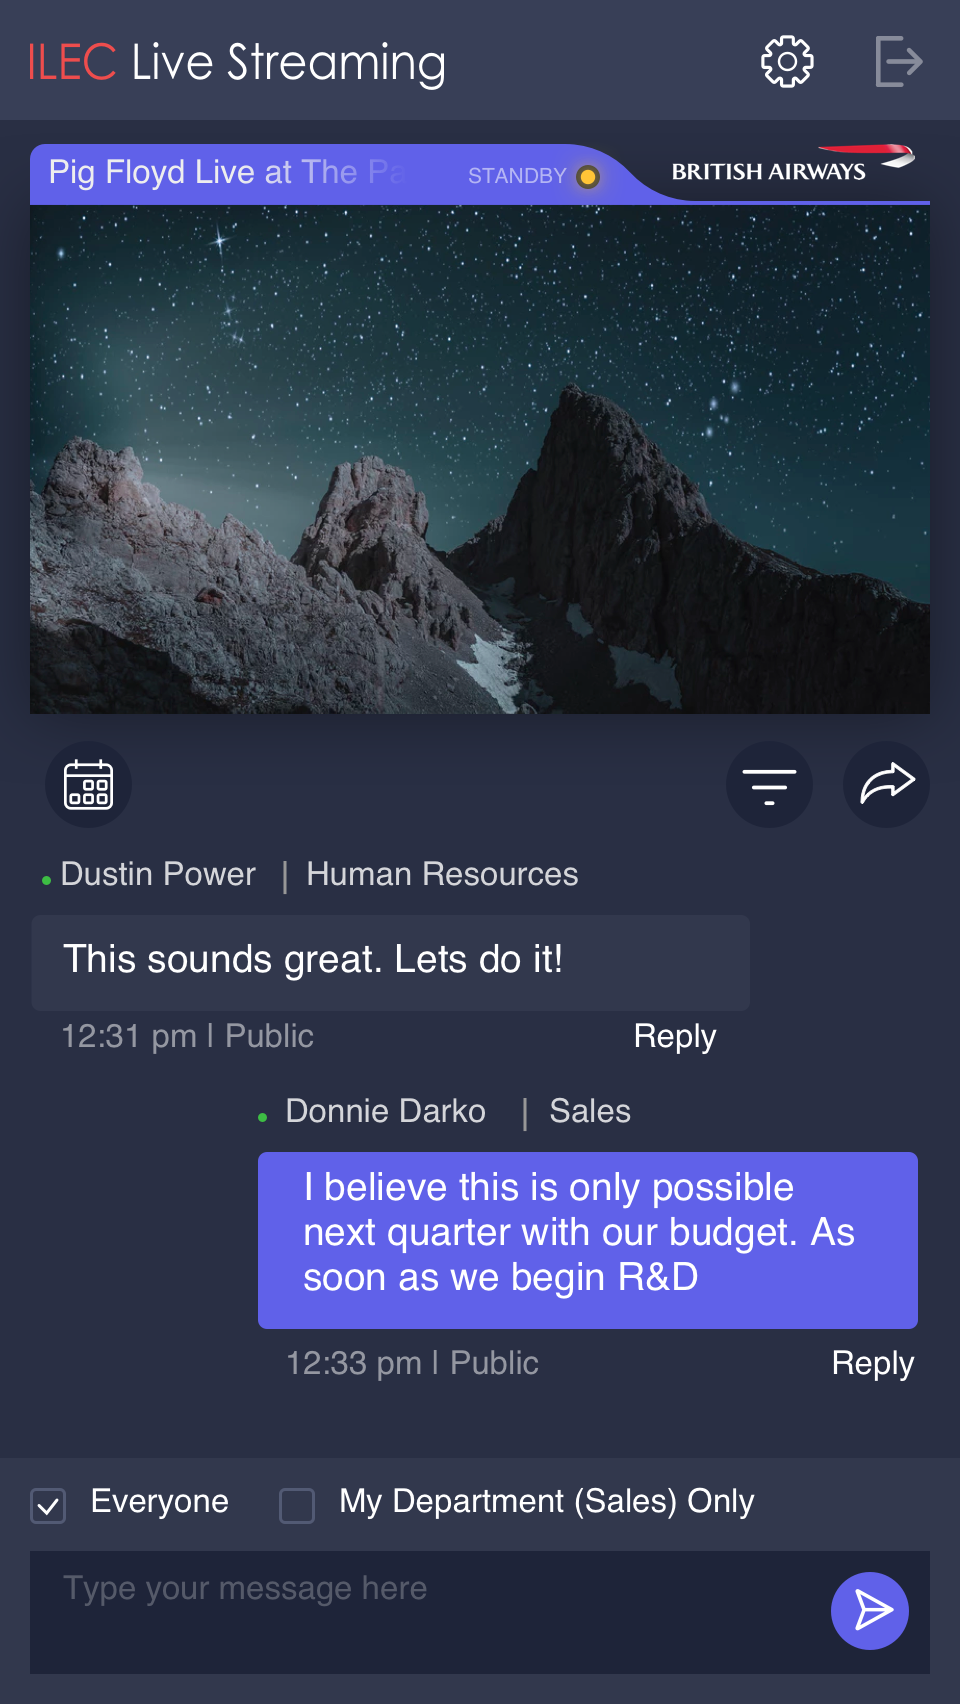 ILEC Live Streaming
Pig Floyd Live at The Pa
STANDBY
BRITISH AIRWAYS
Dustin Power | Human Resources
This sounds great. Lets do it!
12:31 pm | Public
Reply
Donnie Darko | Sales
I believe this is only possible
next quarter with our budget. As
soon as we begin R&D
12:33 pm | Public
Reply
Everyone
My Department (Sales) Only
Type your message here